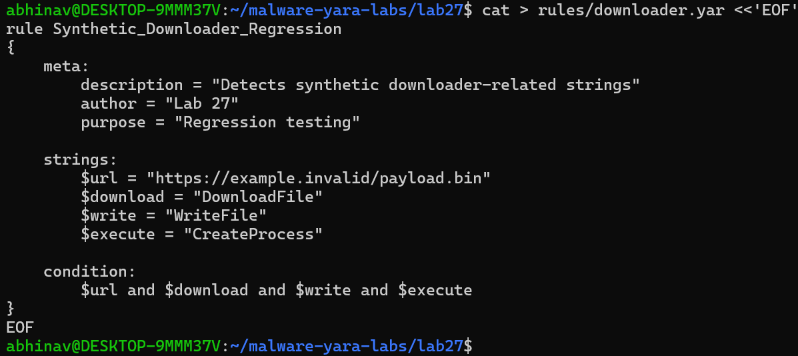 abhinav@DESKTOP-9MMM37V:~/malware-yara-labs/lab27$ cat > rules/downloader.yar <<'EOF'
rule Synthetic_Downloader_Regression
{
    meta:
        description = "Detects synthetic downloader-related strings"
        author = "Lab 27"
        purpose = "Regression testing"

    strings:
        $url = "https://example.invalid/payload.bin"
        $download = "DownloadFile"
        $write = "WriteFile"
        $execute = "CreateProcess"

    condition:
        $url and $download and $write and $execute
}
EOF
abhinav@DESKTOP-9MMM37V:~/malware-yara-labs/lab27$